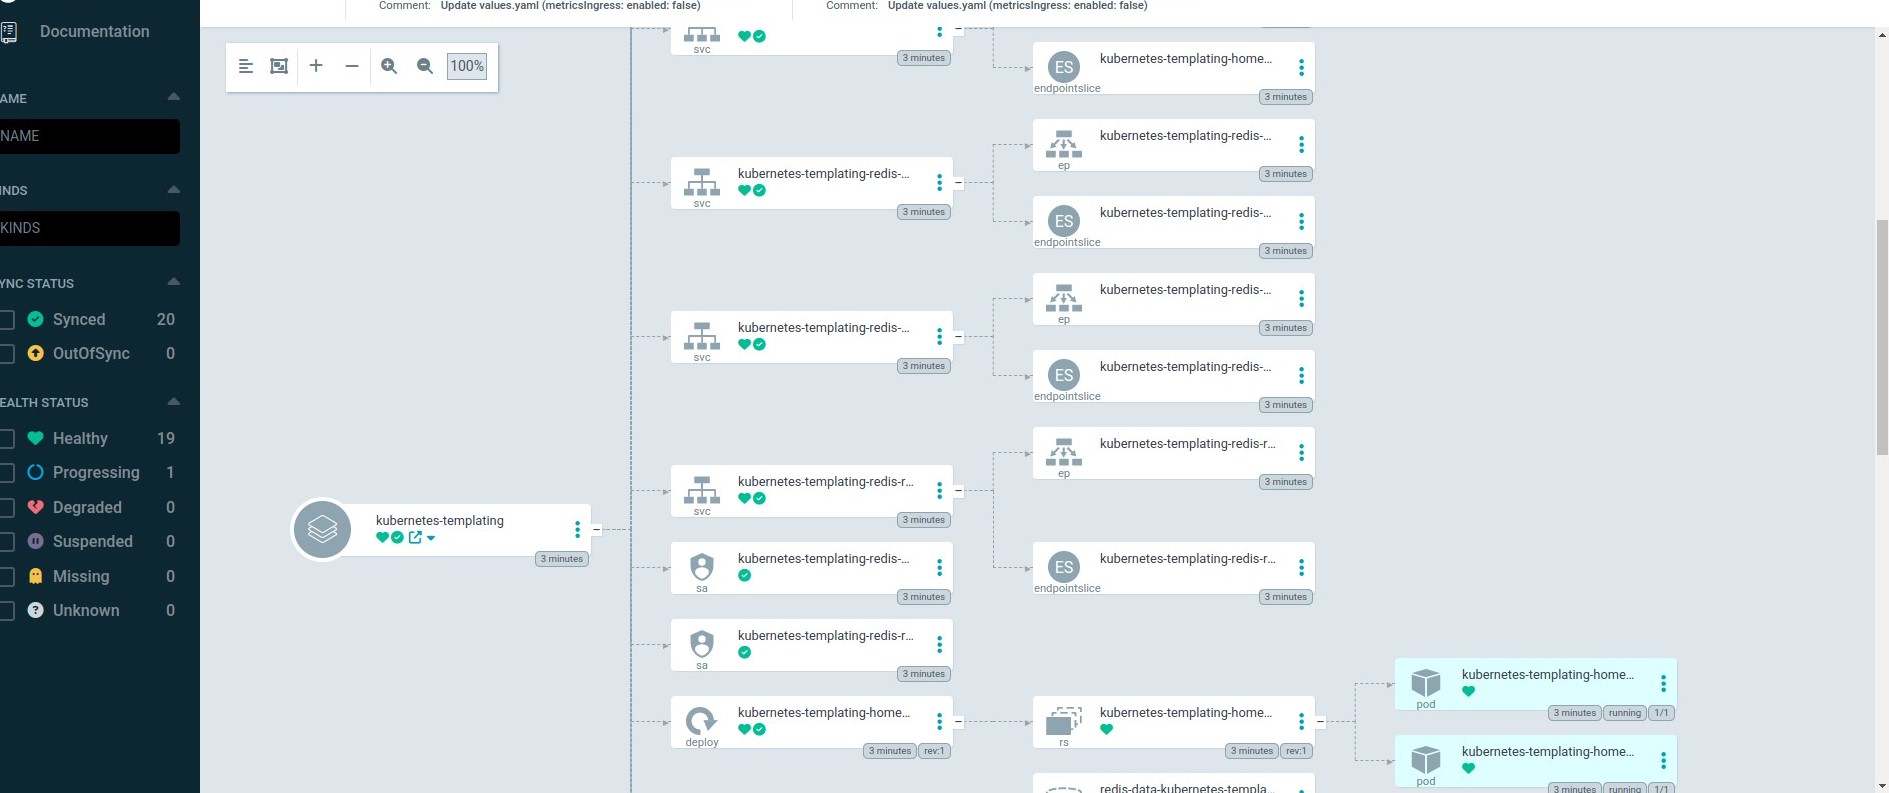 Comment: Update values.yaml (metricsIngress: enabled: false)
Comment: Update values.yaml (metricsIngress: enabled: false)
Documentation
AME
NAME
INDS
KINDS
YNC STATUS
Synced 20
OutOfSync 0
EALTH STATUS
Healthy 19
Progressing 1
Degraded 0
Suspended 0
Missing 0
Unknown 0
100%
kubernetes-templating
3 minutes
svc
3 minutes
kubernetes-templating-redis-...
svc
3 minutes
kubernetes-templating-redis-...
svc
3 minutes
kubernetes-templating-redis-r...
svc
3 minutes
kubernetes-templating-redis-...
sa
3 minutes
kubernetes-templating-redis-r...
sa
3 minutes
kubernetes-templating-home...
deploy
3 minutes rev:1
ES
kubernetes-templating-home...
endpointslice
3 minutes
kubernetes-templating-redis-...
ep
3 minutes
ES
kubernetes-templating-redis-...
endpointslice
3 minutes
kubernetes-templating-redis-...
ep
3 minutes
ES
kubernetes-templating-redis-...
endpointslice
3 minutes
kubernetes-templating-redis-r...
ep
3 minutes
ES
kubernetes-templating-redis-r...
endpointslice
3 minutes
kubernetes-templating-home...
rs
3 minutes rev:1
redis-data-kubernetes-templa...
kubernetes-templating-home...
pod
3 minutes running 1/1
kubernetes-templating-home...
pod
3 minutes running 1/1